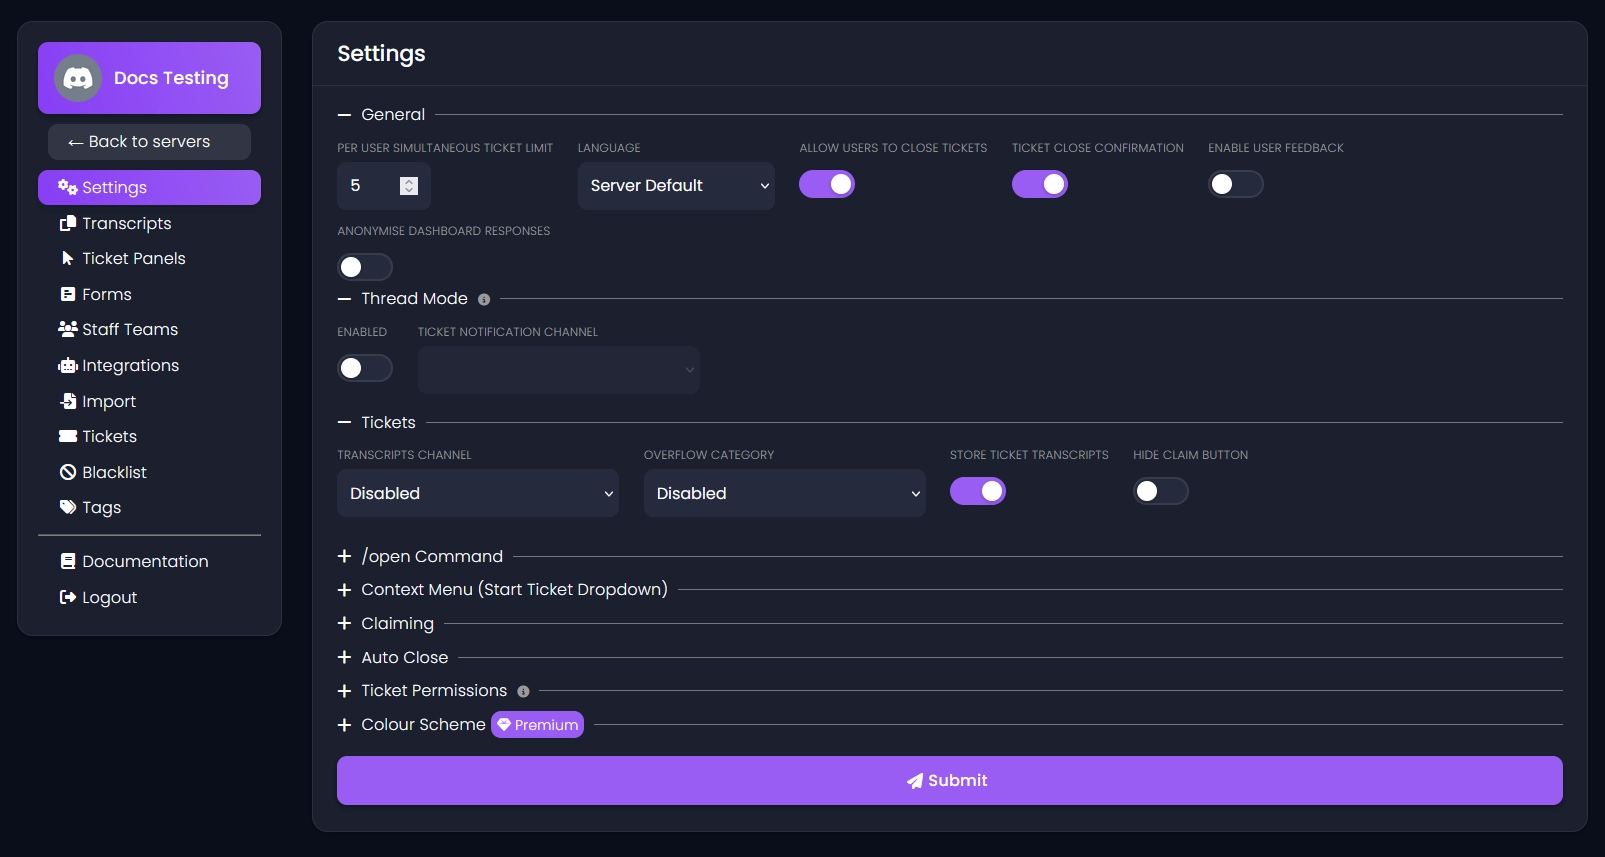 Docs Testing
← Back to servers
Settings
Transcripts
Ticket Panels
Forms
Staff Teams
Integrations
Import
Tickets
Blacklist
Tags
Documentation
Logout
Settings
General
PER USER SIMULTANEOUS TICKET LIMIT
LANGUAGE
ALLOW USERS TO CLOSE TICKETS
TICKET CLOSE CONFIRMATION
ENABLE USER FEEDBACK
5
Server Default
ANONYMISE DASHBOARD RESPONSES
Thread Mode
ENABLED
TICKET NOTIFICATION CHANNEL
Tickets
TRANSCRIPTS CHANNEL
OVERFLOW CATEGORY
STORE TICKET TRANSCRIPTS
HIDE CLAIM BUTTON
Disabled
Disabled
/open Command
Context Menu (Start Ticket Dropdown)
Claiming
Auto Close
Ticket Permissions
Colour Scheme Premium
Submit